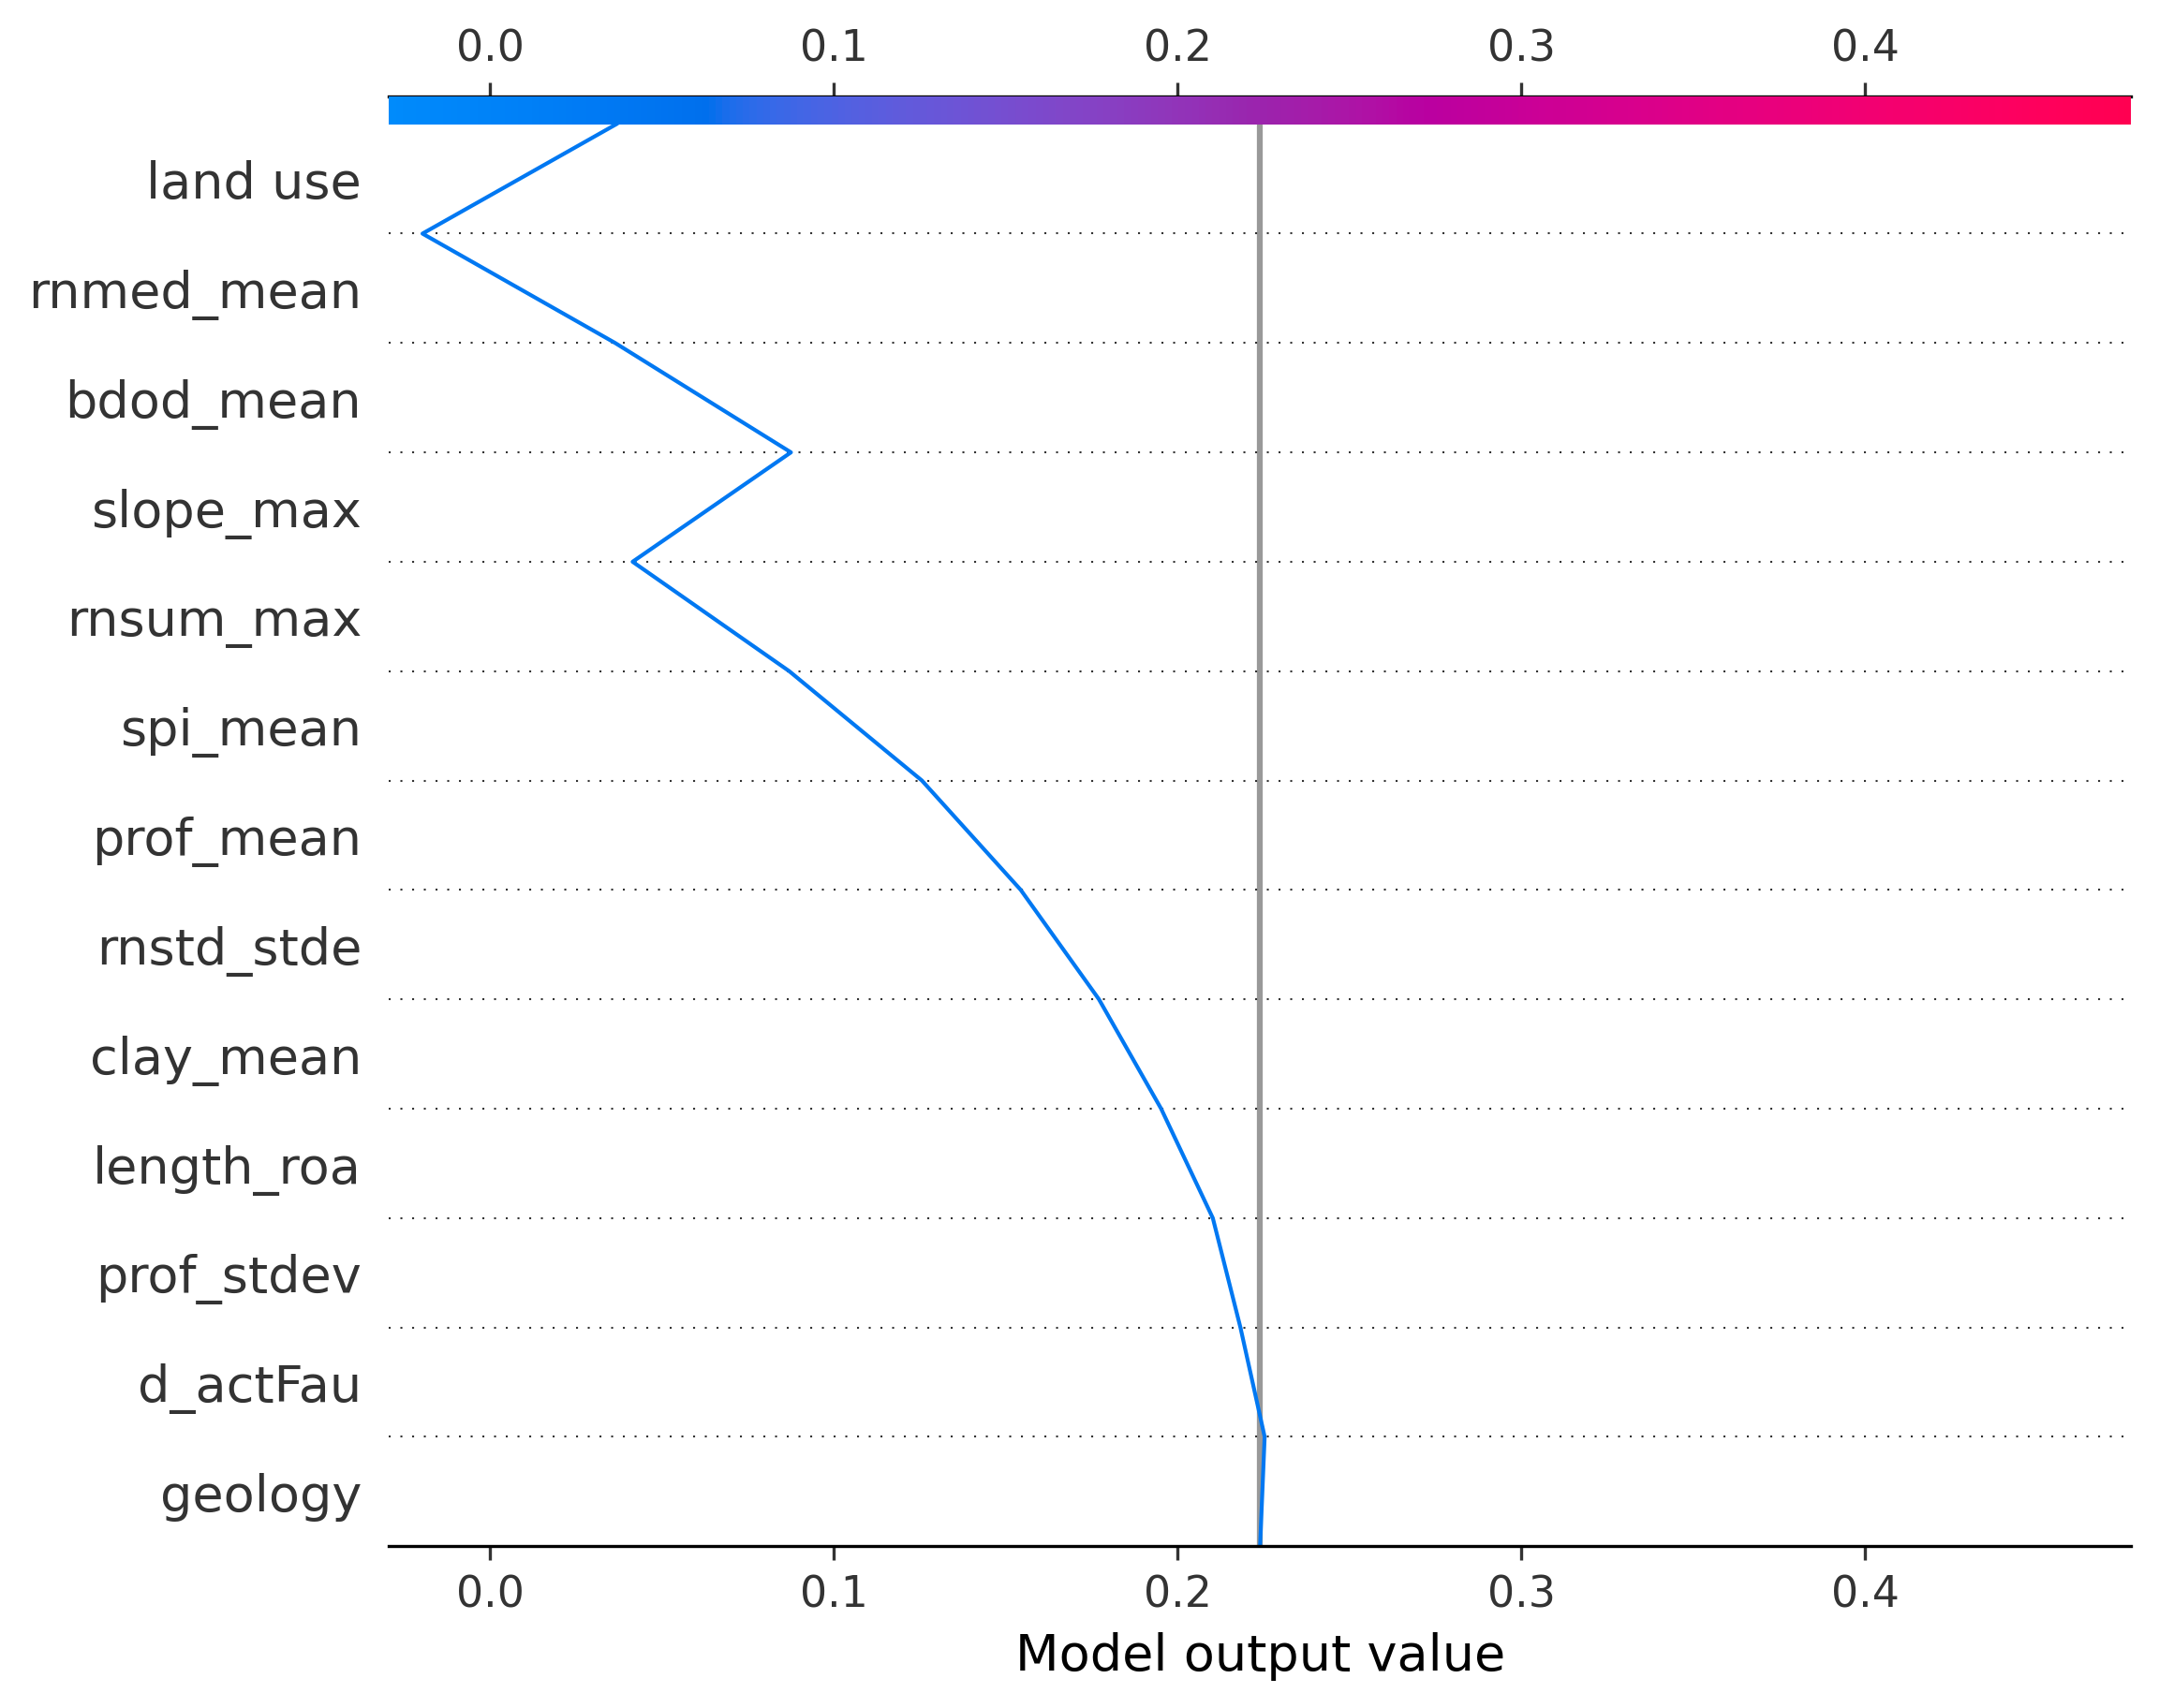 0.0 0.1 0.2 0.3 0.4
land use
rnmed_mean
bdod_mean
slope_max
rnsum_max
spi_mean
prof_mean
rnstd_stde
clay_mean
length_roa
prof_stdev
d_actFau
geology
0.0 0.1 0.2 0.3 0.4
Model output value